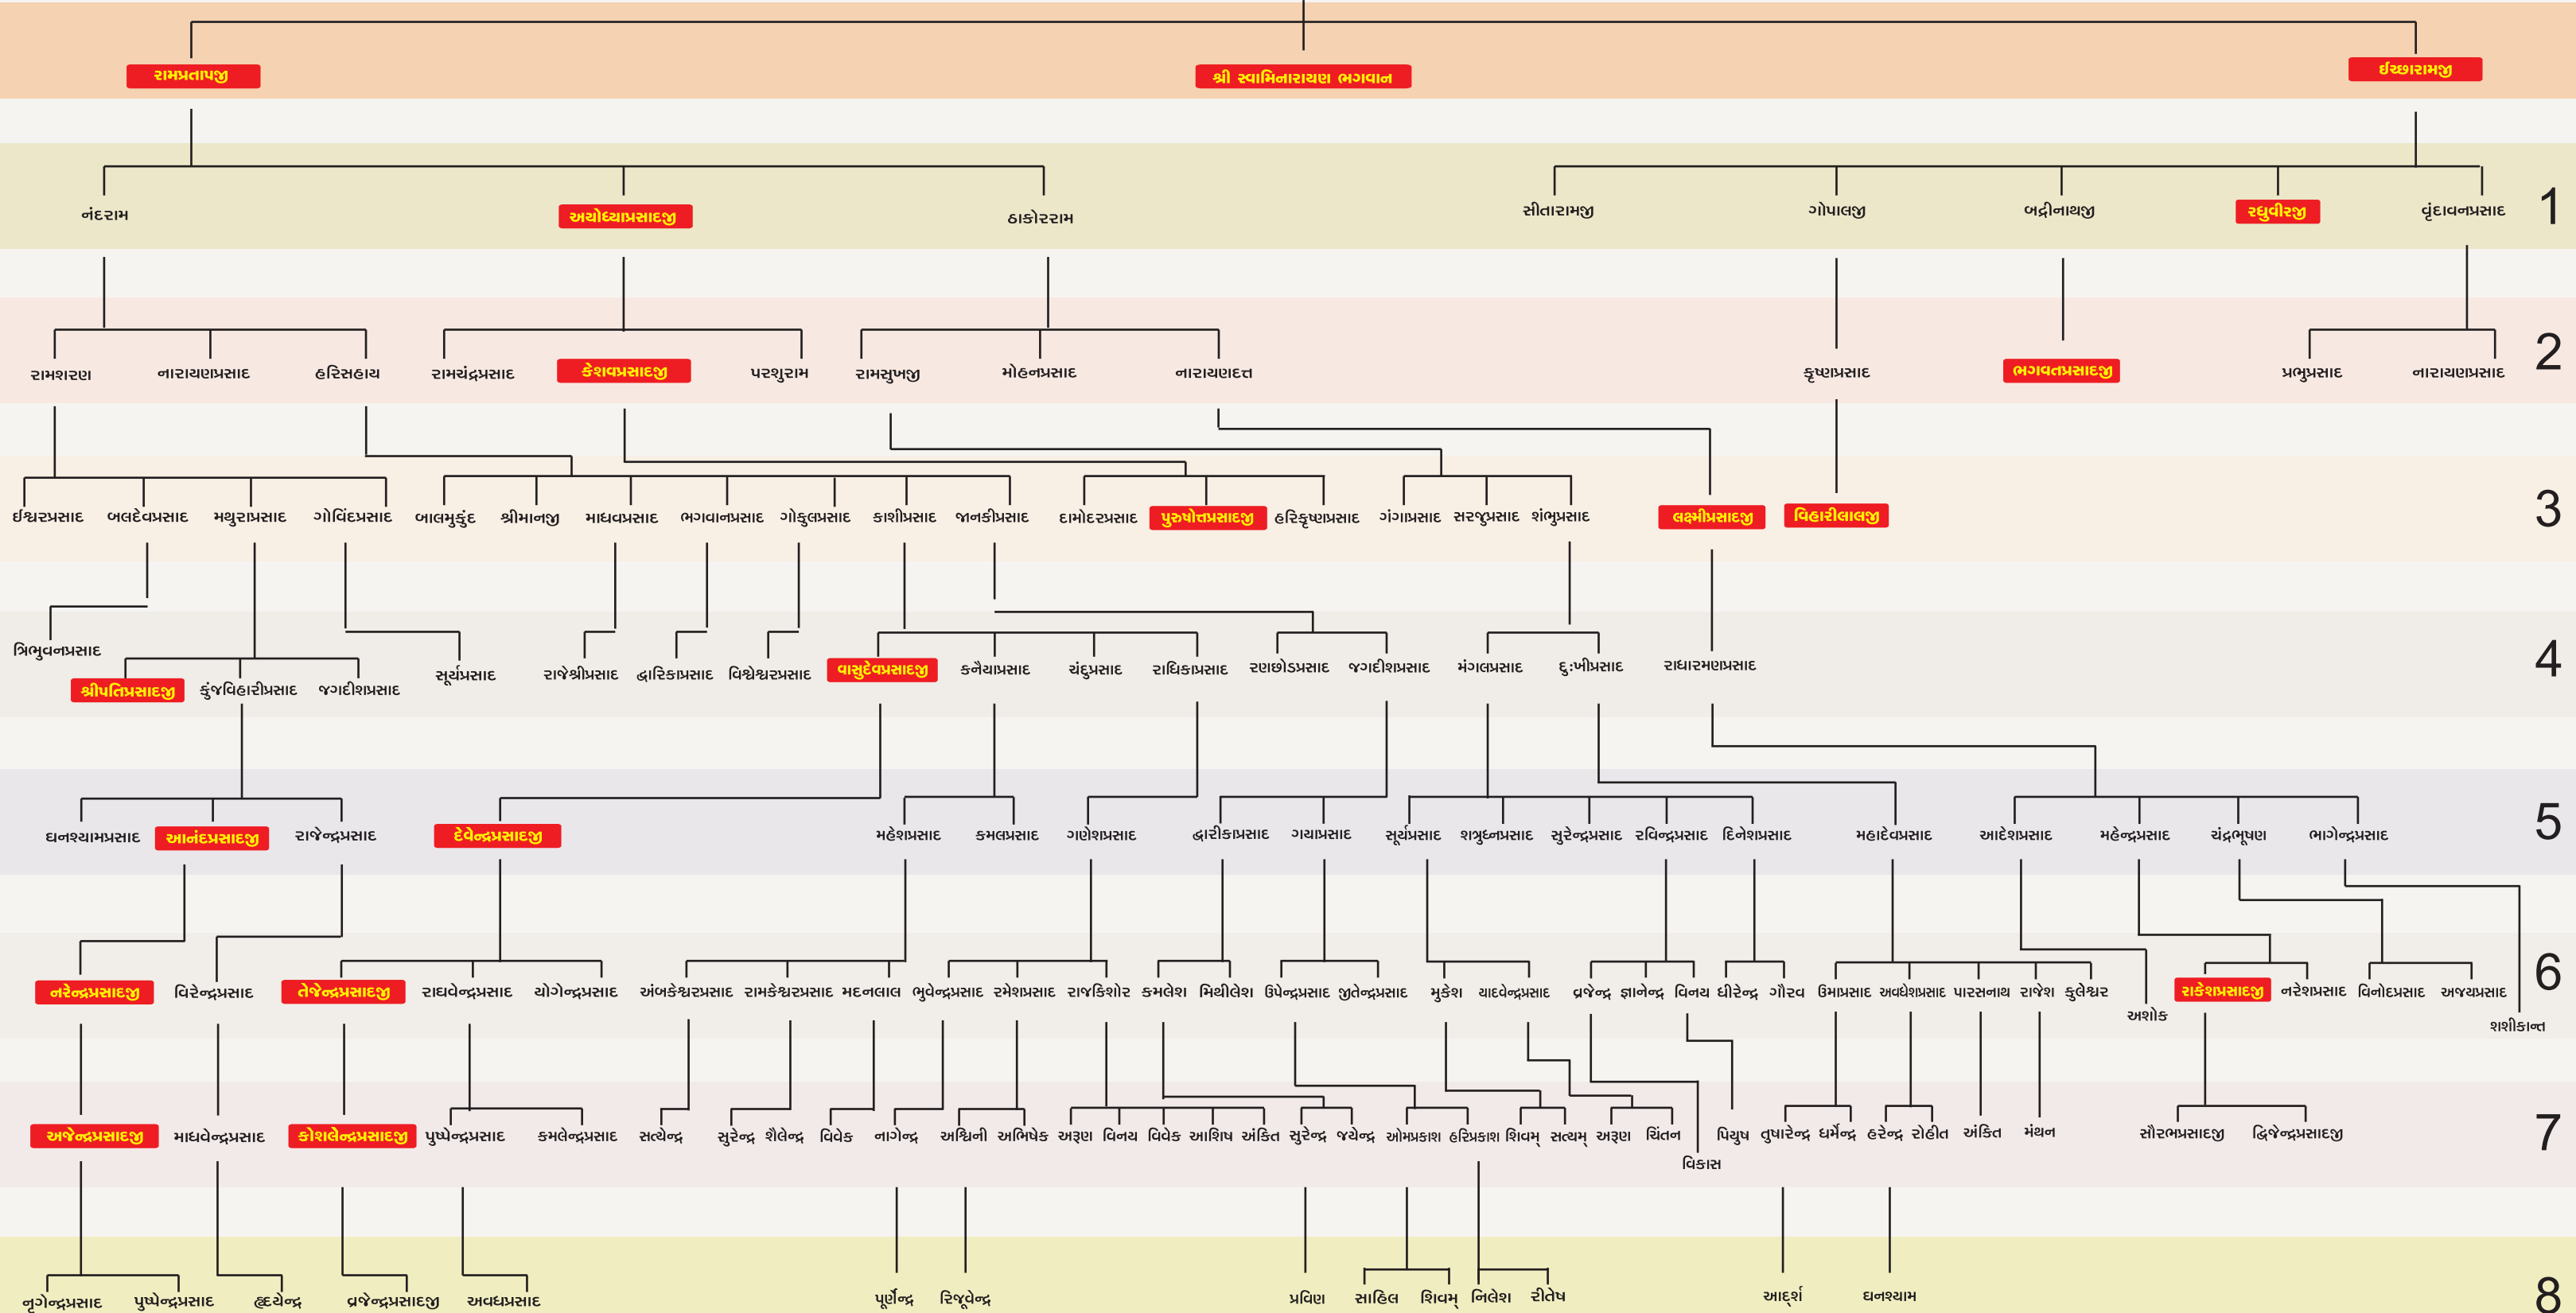 રામપ્રતાપજી શ્રી સ્વામિનારાયણ ભગવાન ઈચ્છારામજી
નંદરામ અયોધ્યાપ્રસાદજી ઠાકોરરામ સીતારામજી ગોપાલજી બદ્રીનાથજી રઘુવીરજી વૃંદાવનપ્રસાદ 1
રામશરણ નારાયણપ્રસાદ હરિસહાય રામચંદ્રપ્રસાદ કેશવપ્રસાદજી પરશુરામ રામસુખજી મોહનપ્રસાદ નારાયણદત્ત કૃષ્ણપ્રસાદ ભગવતપ્રસાદજી પ્રભુપ્રસાદ નારાયણપ્રસાદ 2
ઈશ્વરપ્રસાદ બલદેવપ્રસાદ મથુરાપ્રસાદ ગોવિંદપ્રસાદ બાલમુકુંદ શ્રીમાનજી માધવપ્રસાદ ભગવાનપ્રસાદ ગોકુલપ્રસાદ કાશીપ્રસાદ જાનકીપ્રસાદ દામોદરપ્રસાદ પુરુષોત્તપ્રસાદજી હરિકૃષ્ણપ્રસાદ ગંગાપ્રસાદ સરજુપ્રસાદ શંભુપ્રસાદ લક્ષ્મીપ્રસાદજી વિહારીલાલજી 3
ત્રિભુવનપ્રસાદ શ્રીપતિપ્રસાદજી કુંજવિહારીપ્રસાદ જગદીશપ્રસાદ સૂર્યપ્રસાદ રાજેશ્રીપ્રસાદ દ્વારિકાપ્રસાદ વિશ્વેશ્વરપ્રસાદ વાસુદેવપ્રસાદજી કનૈયાપ્રસાદ ચંદુપ્રસાદ રાધિકાપ્રસાદ રણછોડપ્રસાદ જગદીશપ્રસાદ મંગલપ્રસાદ દુ:ખીપ્રસાદ રાધારમણપ્રસાદ 4
ઘનશ્યામપ્રસાદ આનંદપ્રસાદજી રાજેન્દ્રપ્રસાદ દેવેન્દ્રપ્રસાદજી મહેશપ્રસાદ કમલપ્રસાદ ગણેશપ્રસાદ દ્વારીકાપ્રસાદ ગયાપ્રસાદ સૂર્યપ્રસાદ શત્રુઘ્નપ્રસાદ સુરેન્દ્રપ્રસાદ રવિન્દ્રપ્રસાદ દિનેશપ્રસાદ મહાદેવપ્રસાદ આદેશપ્રસાદ મહેન્દ્રપ્રસાદ ચંદ્રભૂષણ ભાગેન્દ્રપ્રસાદ 5
નરેન્દ્રપ્રસાદજી વિરેન્દ્રપ્રસાદ તેજેન્દ્રપ્રસાદજી રાઘવેન્દ્રપ્રસાદ યોગેન્દ્રપ્રસાદ અંબકેશ્વરપ્રસાદ રામકેશ્વરપ્રસાદ મદનલાલ ભુવેન્દ્રપ્રસાદ રમેશપ્રસાદ રાજકિશોર કમલેશ મિથીલેશ ઉપેન્દ્રપ્રસાદ જીતેન્દ્રપ્રસાદ મુકેશ યાદવેન્દ્રપ્રસાદ વ્રજેન્દ્ર જ્ઞાનેન્દ્ર વિનય ધીરેન્દ્ર ગૌરવ ઉમાપ્રસાદ અવધેશપ્રસાદ પારસનાથ રાજેશ કુલેશ્વર અશોક રાકેશપ્રસાદજી નરેશપ્રસાદ વિનોદપ્રસાદ અજયપ્રસાદ શશીકાન્ત 6
અજેન્દ્રપ્રસાદજી માધવેન્દ્રપ્રસાદ કોશલેન્દ્રપ્રસાદજી પુષ્પેન્દ્રપ્રસાદ કમલેન્દ્રપ્રસાદ સત્યેન્દ્ર સુરેન્દ્ર શૈલેન્દ્ર વિવેક નાગેન્દ્ર અશ્વિની અભિષેક અરૂણ વિનય વિવેક આશિષ અંકિત સુરેન્દ્ર જયેન્દ્ર ઓમપ્રકાશ હરિપ્રકાશ શિવમ્ સત્યમ્ અરૂણ ચિંતન વિકાસ પિયુષ તુષારેન્દ્ર ધર્મેન્દ્ર હરેન્દ્ર રોહીત અંકિત મંથન સૌરભપ્રસાદજી દ્વિજેન્દ્રપ્રસાદજી 7
નૃગેન્દ્રપ્રસાદ પુષ્પેન્દ્રપ્રસાદ હૃદયેન્દ્ર વ્રજેન્દ્રપ્રસાદજી અવધપ્રસાદ પૂર્ણેન્દ્ર રિજૂવેન્દ્ર પ્રવિણ સાહિલ શિવમ્ નિલેશ રીતેષ આદર્શ ઘનશ્યામ 8